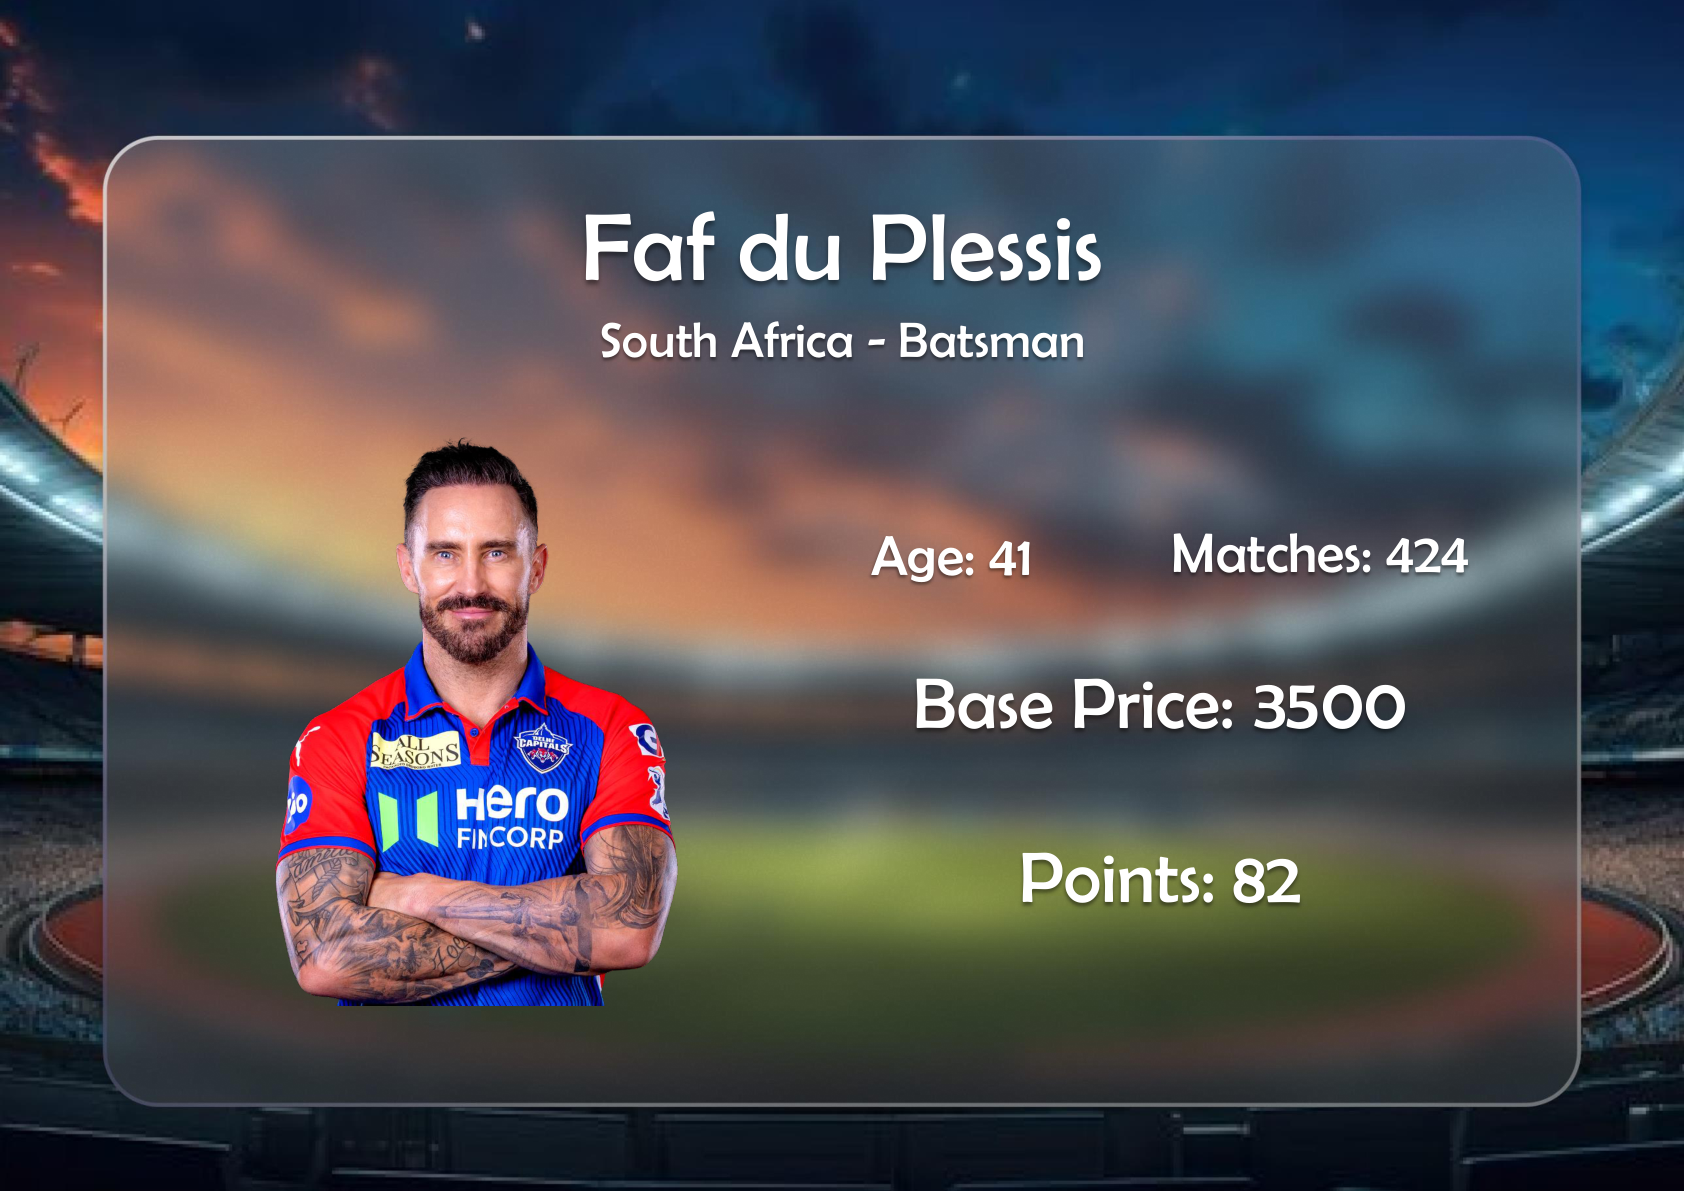 Faf du Plessis
South Africa - Batsman
Age: 41
Matches: 424
Base Price: 3500
Points: 82
ALL
SEASONS
DELHI
CAPITALS
Hero
FINCORP